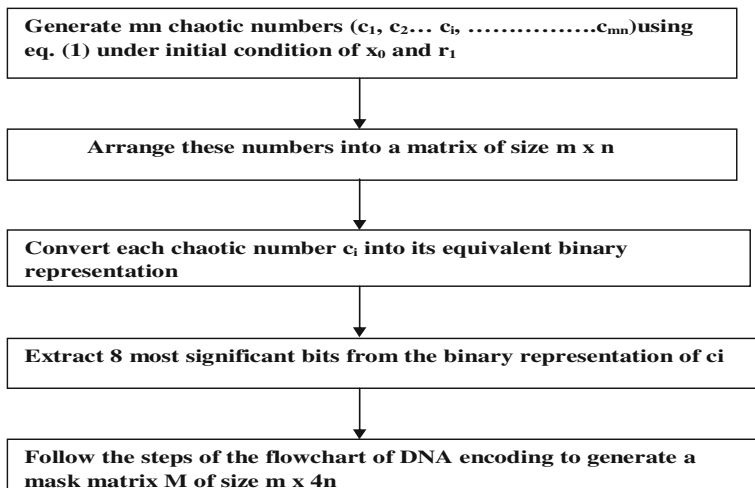 Generate mn chaotic numbers (c₁, c₂… cᵢ, …………….cₘₙ)using
eq. (1) under initial condition of x₀ and r₁
Arrange these numbers into a matrix of size m x n
Convert each chaotic number cᵢ into its equivalent binary
representation
Extract 8 most significant bits from the binary representation of ci
Follow the steps of the flowchart of DNA encoding to generate a
mask matrix M of size m x 4n